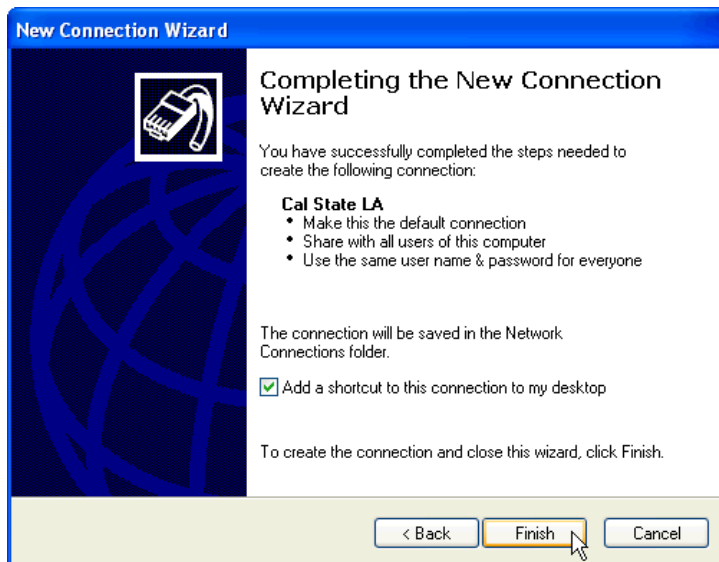 New Connection Wizard
Completing the New Connection
Wizard
You have successfully completed the steps needed to
create the following connection:
Cal State LA
• Make this the default connection
• Share with all users of this computer
• Use the same user name & password for everyone
The connection will be saved in the Network
Connections folder.
Add a shortcut to this connection to my desktop
To create the connection and close this wizard, click Finish.
< Back
Finish
Cancel